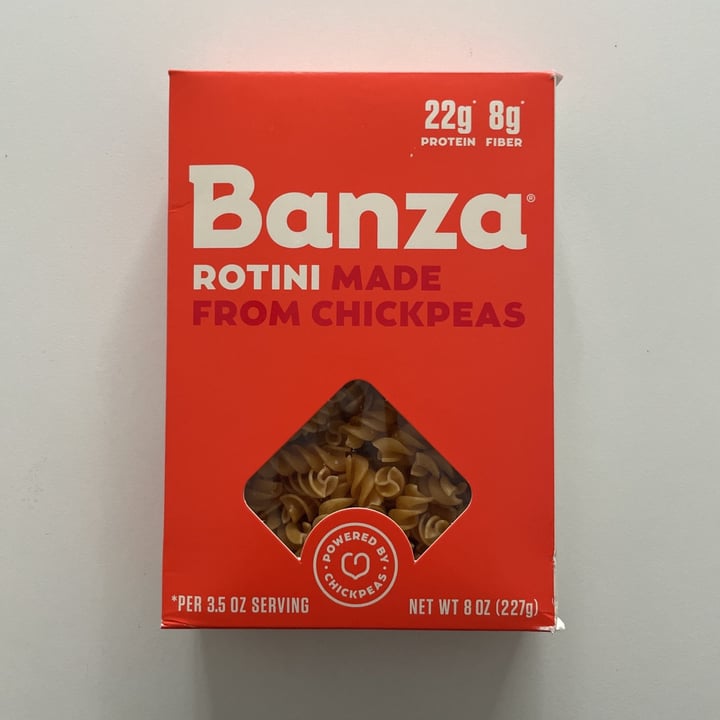 22g* 8g*
PROTEIN FIBER
Banza®
ROTINI MADE
FROM CHICKPEAS
POWERED BY
· CHICKPEAS ·
*PER 3.5 OZ SERVING
NET WT 8 OZ (227g)